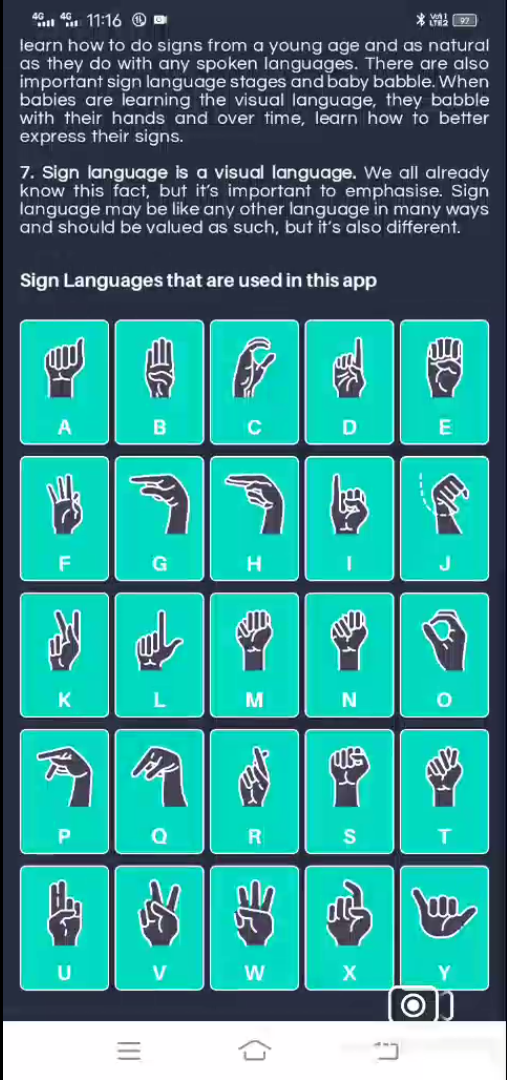 4G 4G 11:16 VoLTE2 97
learn how to do signs from a young age and as natural
as they do with any spoken languages. There are also
important sign language stages and baby babble. When
babies are learning the visual language, they babble
with their hands and over time, learn how to better
express their signs.
7. Sign language is a visual language. We all already
know this fact, but it's important to emphasise. Sign
language may be like any other language in many ways
and should be valued as such, but it's also different.
Sign Languages that are used in this app
A B C D E
F G H I J
K L M N O
P Q R S T
U V W X Y